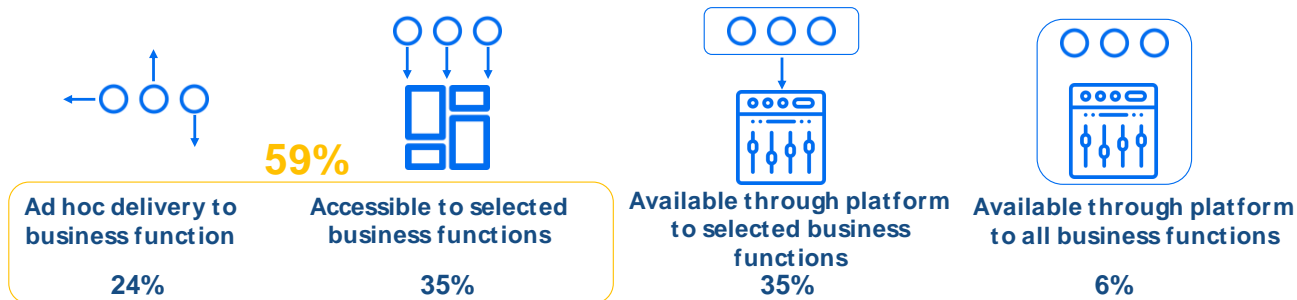 59%
Ad hoc delivery to
business function
24%
Accessible to selected
business functions
35%
Available through platform
to selected business
functions
35%
Available through platform
to all business functions
6%